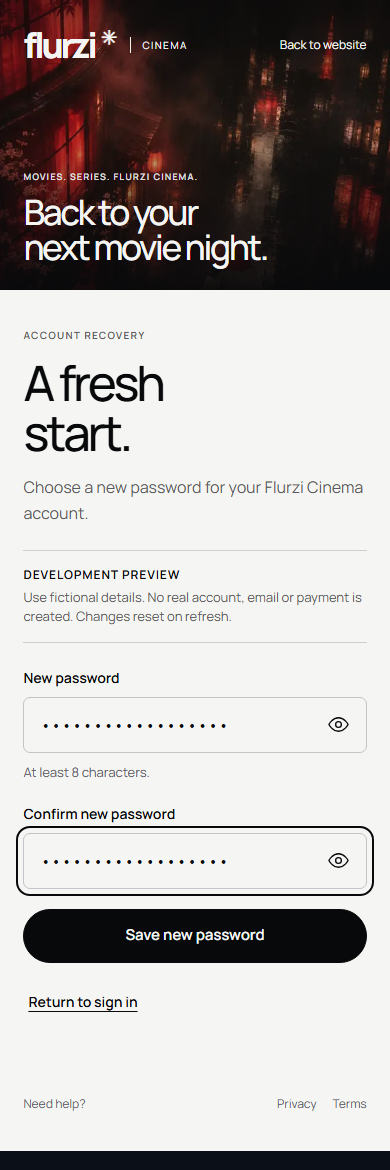 flurzi* | CINEMA
Back to website
MOVIES. SERIES. FLURZI CINEMA.
Back to your
next movie night.
ACCOUNT RECOVERY
A fresh
start.
Choose a new password for your Flurzi Cinema
account.
DEVELOPMENT PREVIEW
Use fictional details. No real account, email or payment is
created. Changes reset on refresh.
New password
••••••••••••••••••
At least 8 characters.
Confirm new password
••••••••••••••••••
Save new password
Return to sign in
Need help?
Privacy Terms